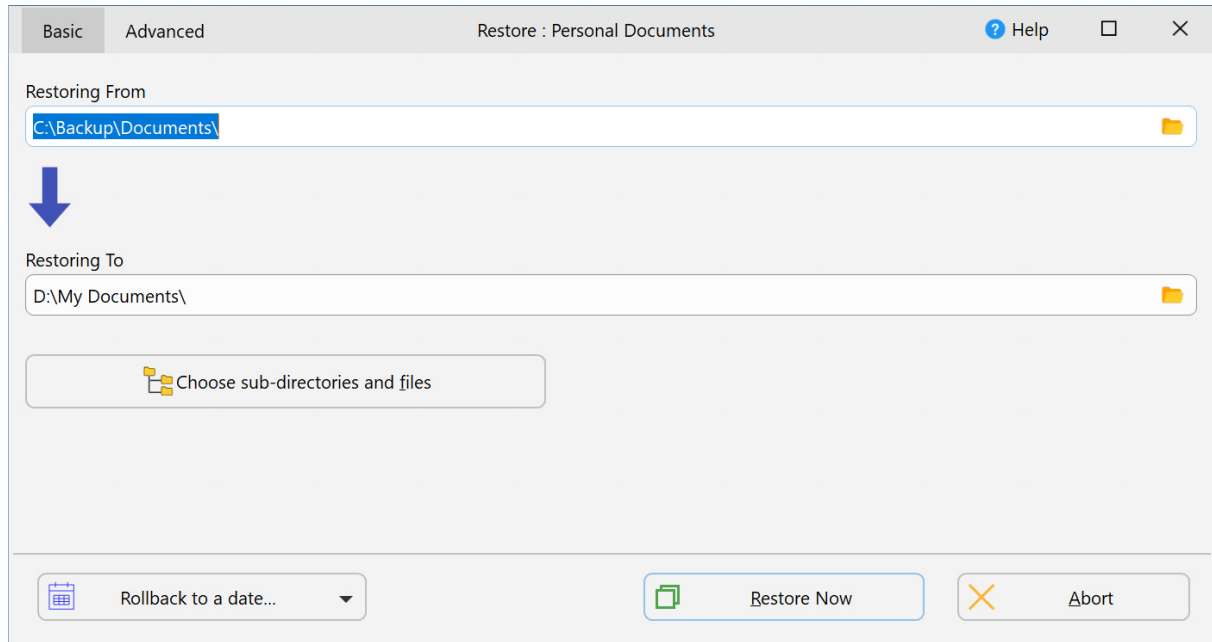 Basic Advanced Restore : Personal Documents ? Help
Restoring From
C:\Backup\Documents\
Restoring To
D:\My Documents\
Choose sub-directories and files
Rollback to a date... Restore Now Abort